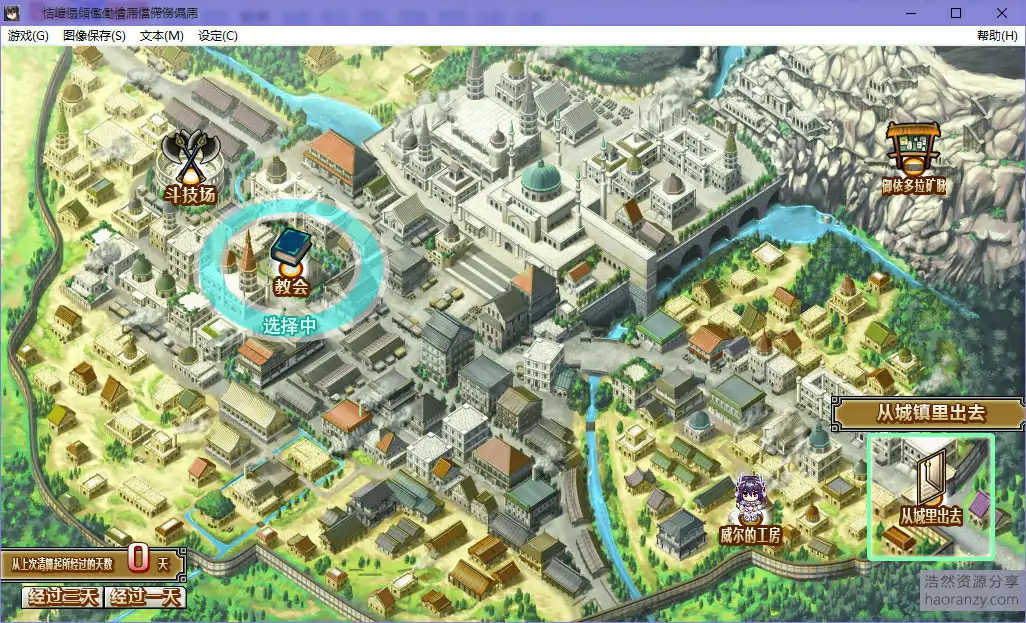 游戏(G) 图像保存(S) 文本(M) 设定(C) 帮助(H)
斗技场
御依多拉矿脉
教会
选择中
从城镇里出去
从城里出去
威尔的工房
从上次清算起所经过的天数 0 天
经过三天 经过一天
浩然资源分享
haoranzy.com